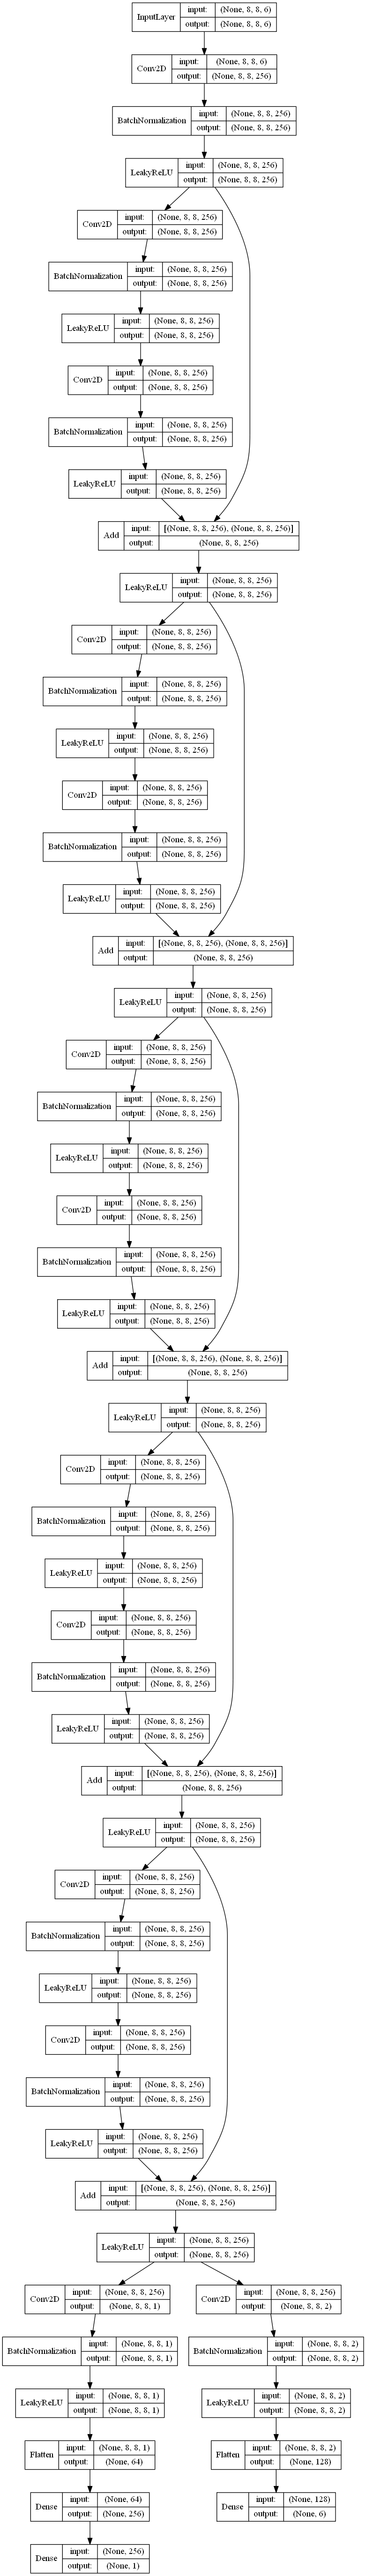 InputLayer input: (None, 8, 8, 6)
output: (None, 8, 8, 6)
Conv2D input: (None, 8, 8, 6)
output: (None, 8, 8, 256)
BatchNormalization input: (None, 8, 8, 256)
output: (None, 8, 8, 256)
LeakyReLU input: (None, 8, 8, 256)
output: (None, 8, 8, 256)
Conv2D input: (None, 8, 8, 256)
output: (None, 8, 8, 256)
BatchNormalization input: (None, 8, 8, 256)
output: (None, 8, 8, 256)
LeakyReLU input: (None, 8, 8, 256)
output: (None, 8, 8, 256)
Conv2D input: (None, 8, 8, 256)
output: (None, 8, 8, 256)
BatchNormalization input: (None, 8, 8, 256)
output: (None, 8, 8, 256)
LeakyReLU input: (None, 8, 8, 256)
output: (None, 8, 8, 256)
Add input: [(None, 8, 8, 256), (None, 8, 8, 256)]
output: (None, 8, 8, 256)
LeakyReLU input: (None, 8, 8, 256)
output: (None, 8, 8, 256)
Conv2D input: (None, 8, 8, 256)
output: (None, 8, 8, 256)
BatchNormalization input: (None, 8, 8, 256)
output: (None, 8, 8, 256)
LeakyReLU input: (None, 8, 8, 256)
output: (None, 8, 8, 256)
Conv2D input: (None, 8, 8, 256)
output: (None, 8, 8, 256)
BatchNormalization input: (None, 8, 8, 256)
output: (None, 8, 8, 256)
LeakyReLU input: (None, 8, 8, 256)
output: (None, 8, 8, 256)
Add input: [(None, 8, 8, 256), (None, 8, 8, 256)]
output: (None, 8, 8, 256)
LeakyReLU input: (None, 8, 8, 256)
output: (None, 8, 8, 256)
Conv2D input: (None, 8, 8, 256)
output: (None, 8, 8, 256)
BatchNormalization input: (None, 8, 8, 256)
output: (None, 8, 8, 256)
LeakyReLU input: (None, 8, 8, 256)
output: (None, 8, 8, 256)
Conv2D input: (None, 8, 8, 256)
output: (None, 8, 8, 256)
BatchNormalization input: (None, 8, 8, 256)
output: (None, 8, 8, 256)
LeakyReLU input: (None, 8, 8, 256)
output: (None, 8, 8, 256)
Add input: [(None, 8, 8, 256), (None, 8, 8, 256)]
output: (None, 8, 8, 256)
LeakyReLU input: (None, 8, 8, 256)
output: (None, 8, 8, 256)
Conv2D input: (None, 8, 8, 256)
output: (None, 8, 8, 256)
BatchNormalization input: (None, 8, 8, 256)
output: (None, 8, 8, 256)
LeakyReLU input: (None, 8, 8, 256)
output: (None, 8, 8, 256)
Conv2D input: (None, 8, 8, 256)
output: (None, 8, 8, 256)
BatchNormalization input: (None, 8, 8, 256)
output: (None, 8, 8, 256)
LeakyReLU input: (None, 8, 8, 256)
output: (None, 8, 8, 256)
Add input: [(None, 8, 8, 256), (None, 8, 8, 256)]
output: (None, 8, 8, 256)
LeakyReLU input: (None, 8, 8, 256)
output: (None, 8, 8, 256)
Conv2D input: (None, 8, 8, 256)
output: (None, 8, 8, 256)
BatchNormalization input: (None, 8, 8, 256)
output: (None, 8, 8, 256)
LeakyReLU input: (None, 8, 8, 256)
output: (None, 8, 8, 256)
Conv2D input: (None, 8, 8, 256)
output: (None, 8, 8, 256)
BatchNormalization input: (None, 8, 8, 256)
output: (None, 8, 8, 256)
LeakyReLU input: (None, 8, 8, 256)
output: (None, 8, 8, 256)
Add input: [(None, 8, 8, 256), (None, 8, 8, 256)]
output: (None, 8, 8, 256)
LeakyReLU input: (None, 8, 8, 256)
output: (None, 8, 8, 256)
Conv2D input: (None, 8, 8, 256)
output: (None, 8, 8, 1)
Conv2D input: (None, 8, 8, 256)
output: (None, 8, 8, 2)
BatchNormalization input: (None, 8, 8, 1)
output: (None, 8, 8, 1)
BatchNormalization input: (None, 8, 8, 2)
output: (None, 8, 8, 2)
LeakyReLU input: (None, 8, 8, 1)
output: (None, 8, 8, 1)
LeakyReLU input: (None, 8, 8, 2)
output: (None, 8, 8, 2)
Flatten input: (None, 8, 8, 1)
output: (None, 64)
Flatten input: (None, 8, 8, 2)
output: (None, 128)
Dense input: (None, 64)
output: (None, 256)
Dense input: (None, 128)
output: (None, 6)
Dense input: (None, 256)
output: (None, 1)